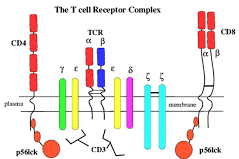 The T cell Receptor Complex
CD8
TCR
CD4
α β
α β
γ ε ε δ ζ ζ
plasma
membrane
p56lck
CD3
p56lck